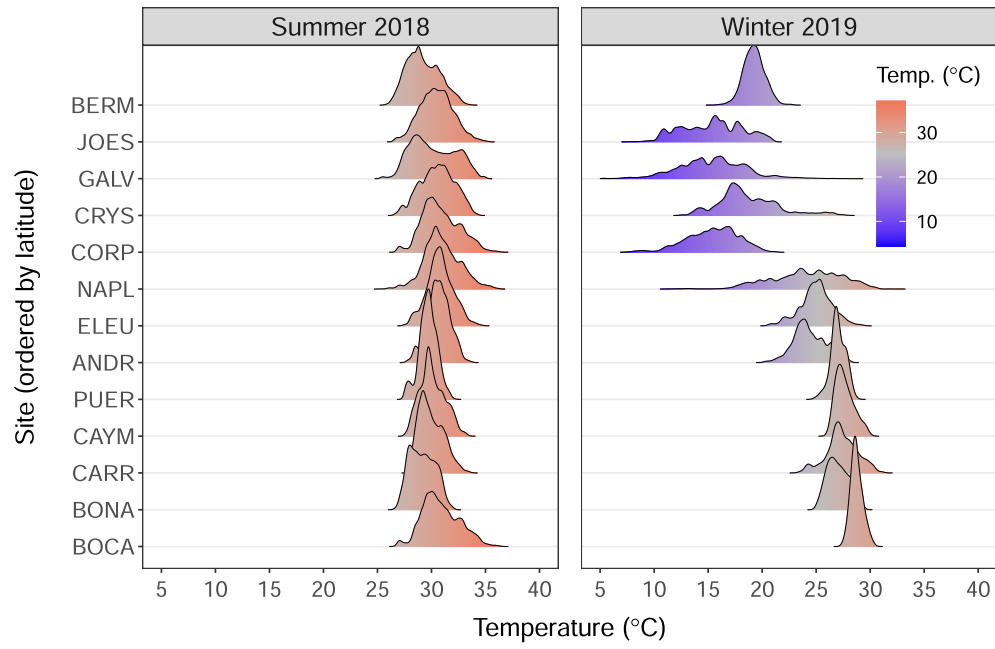 Summer 2018 Winter 2019
Temp. (°C)
30
20
10
Site (ordered by latitude)
BERM
JOES
GALV
CRYS
CORP
NAPL
ELEU
ANDR
PUER
CAYM
CARR
BONA
BOCA
5 10 15 20 25 30 35 40 5 10 15 20 25 30 35 40
Temperature (°C)